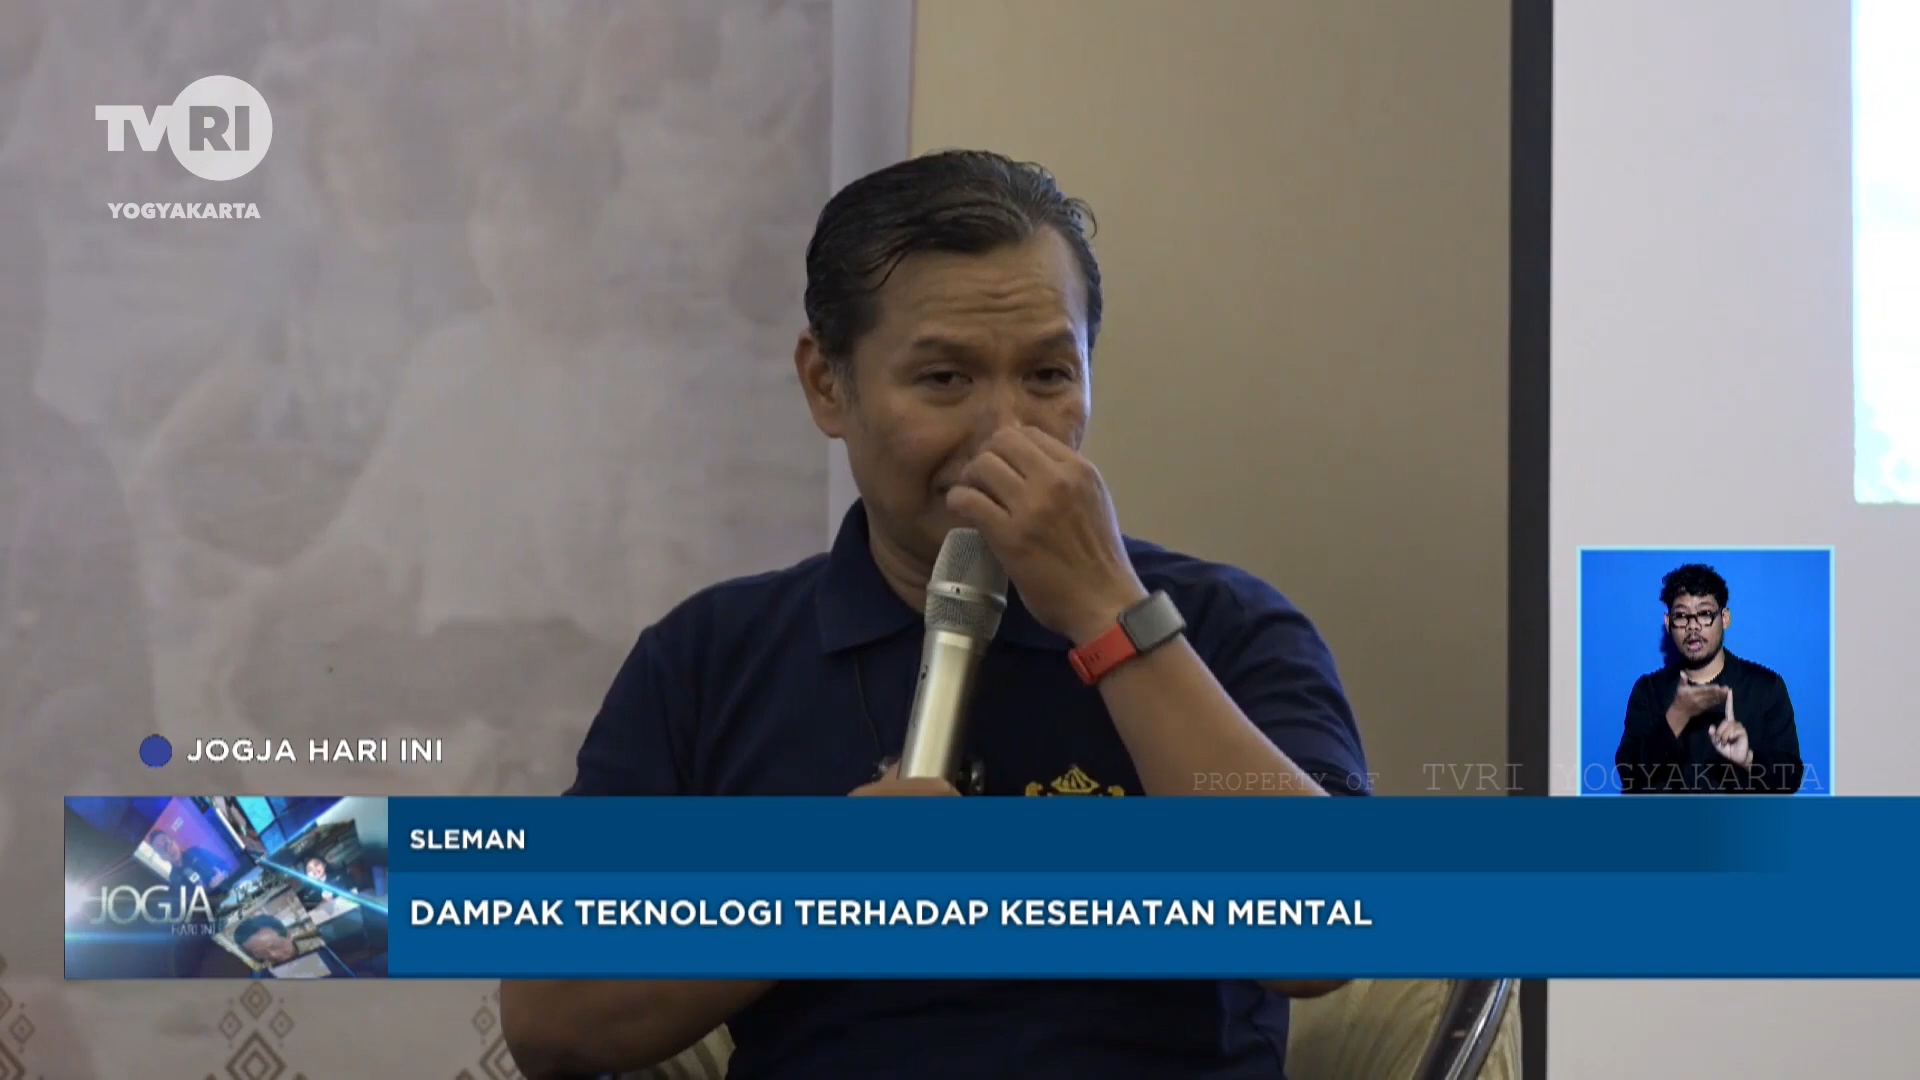 TVRI
YOGYAKARTA
JOGJA HARI INI
PROPERTY OF TVRI YOGYAKARTA
SLEMAN
JOGJA
HARI INI
DAMPAK TEKNOLOGI TERHADAP KESEHATAN MENTAL